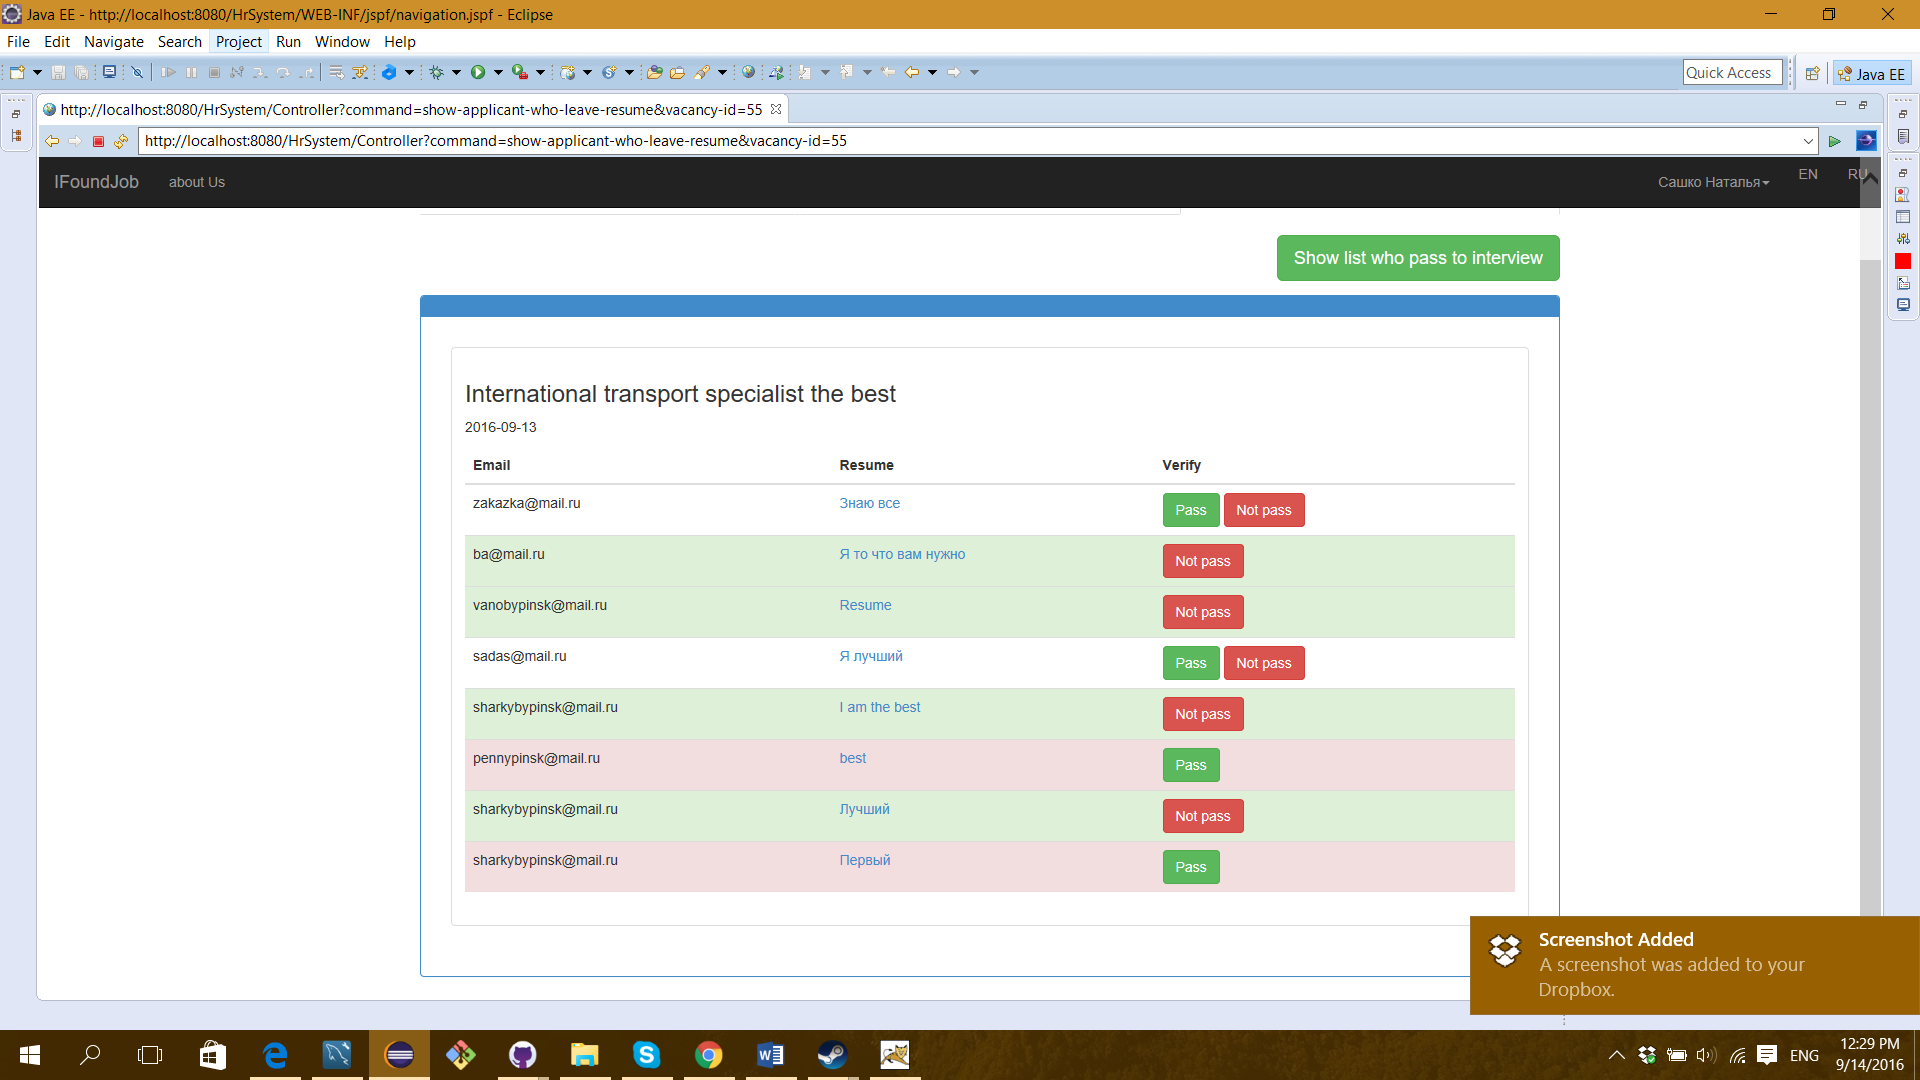 Java EE - http://localhost:8080/HrSystem/WEB-INF/jspf/navigation.jspf - Eclipse
File Edit Navigate Search Project Run Window Help
Quick Access
Java EE
http://localhost:8080/HrSystem/Controller?command=show-applicant-who-leave-resume&vacancy-id=55
http://localhost:8080/HrSystem/Controller?command=show-applicant-who-leave-resume&vacancy-id=55
IFoundJob about Us Сашко Наталья EN RU
Show list who pass to interview
International transport specialist the best
2016-09-13
Email Resume Verify
zakazka@mail.ru Знаю все Pass Not pass
ba@mail.ru Я то что вам нужно Not pass
vanobypinsk@mail.ru Resume Not pass
sadas@mail.ru Я лучший Pass Not pass
sharkybypinsk@mail.ru I am the best Not pass
pennypinsk@mail.ru best Pass
sharkybypinsk@mail.ru Лучший Not pass
sharkybypinsk@mail.ru Первый Pass
Screenshot Added
A screenshot was added to your
Dropbox.
ENG
12:29 PM
9/14/2016